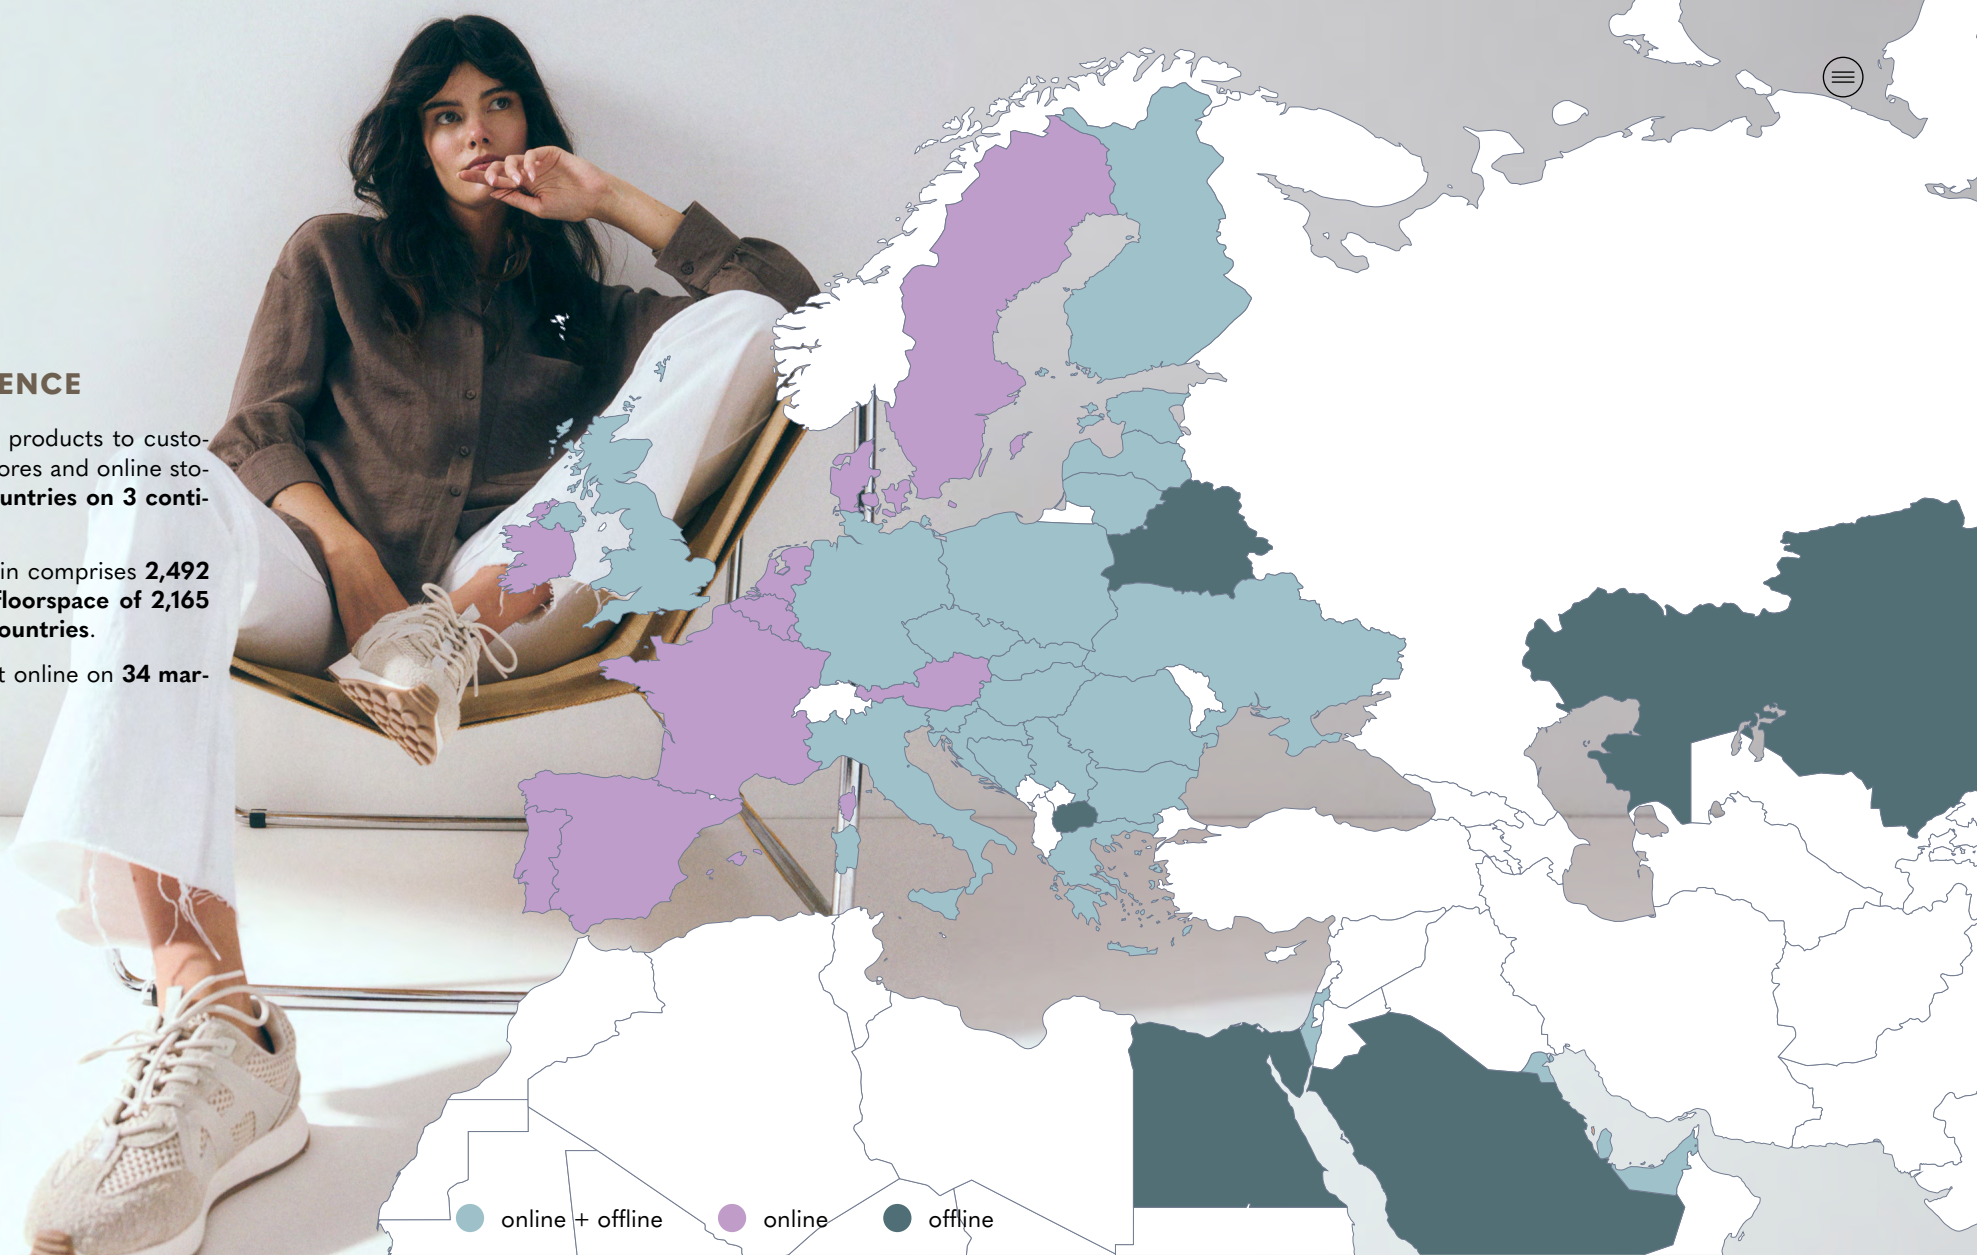 ENCE
products to custo-
ores and online sto-
untries on 3 conti-
in comprises 2,492
floorspace of 2,165
ountries.
t online on 34 mar-
online + offline
online
offline